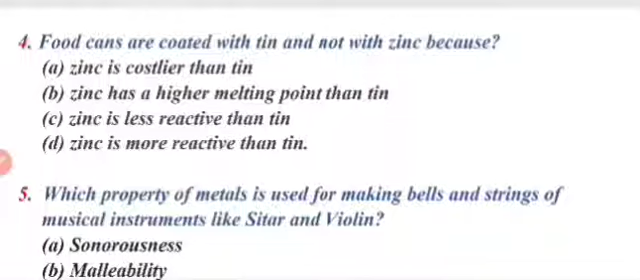 4. Food cans are coated with tin and not with zinc because?
(a) zinc is costlier than tin
(b) zinc has a higher melting point than tin
(c) zinc is less reactive than tin
(d) zinc is more reactive than tin.
5. Which property of metals is used for making bells and strings of
musical instruments like Sitar and Violin?
(a) Sonorousness
(b) Malleability